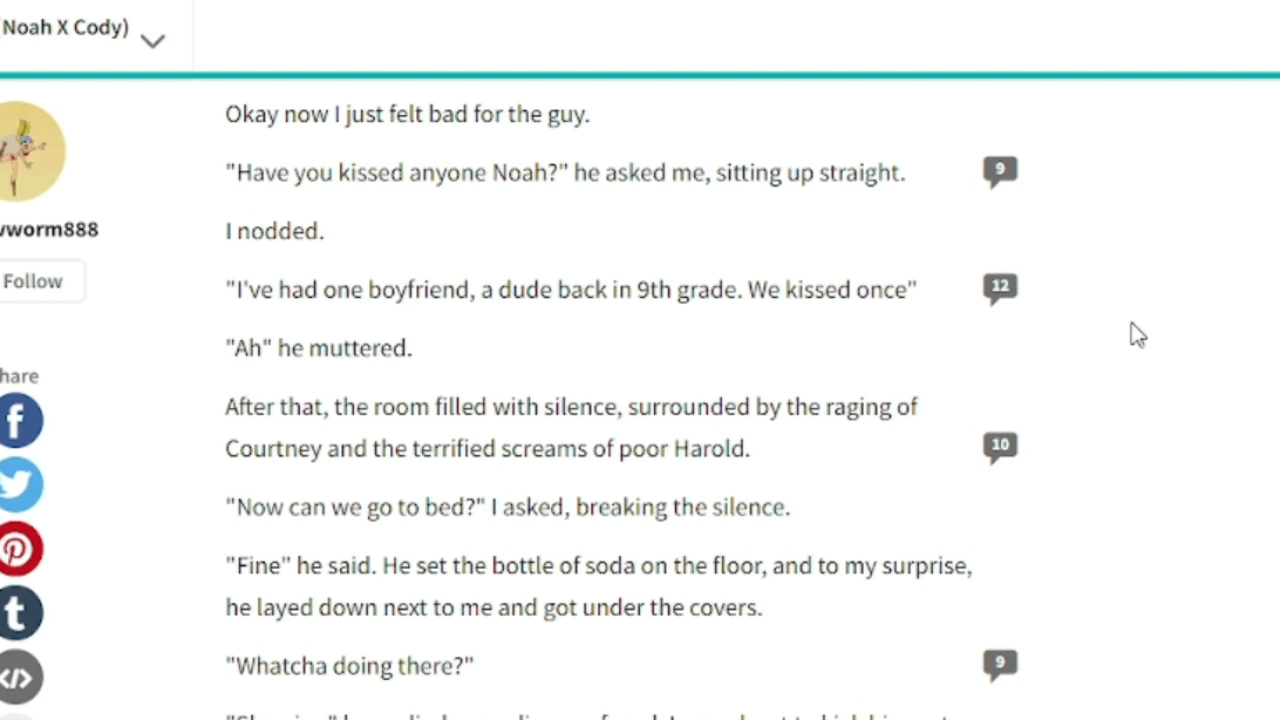 Noah X Cody)
Okay now I just felt bad for the guy.
"Have you kissed anyone Noah?" he asked me, sitting up straight.
9
worm888
I nodded.
Follow
"I've had one boyfriend, a dude back in 9th grade. We kissed once"
12
"Ah" he muttered.
hare
After that, the room filled with silence, surrounded by the raging of
Courtney and the terrified screams of poor Harold.
10
"Now can we go to bed?" I asked, breaking the silence.
"Fine" he said. He set the bottle of soda on the floor, and to my surprise,
he layed down next to me and got under the covers.
"Whatcha doing there?"
9